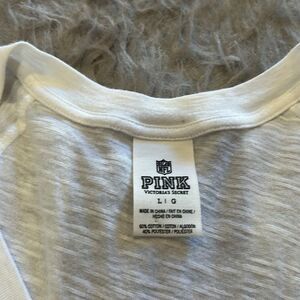 NFL
PINK
VICTORIA'S SECRET
L | G
MADE IN CHINA / FAIT EN CHINE /
HECHO EN CHINA
60% COTTON / COTON / ALGODÓN
40% POLYESTER / POLIÉSTER